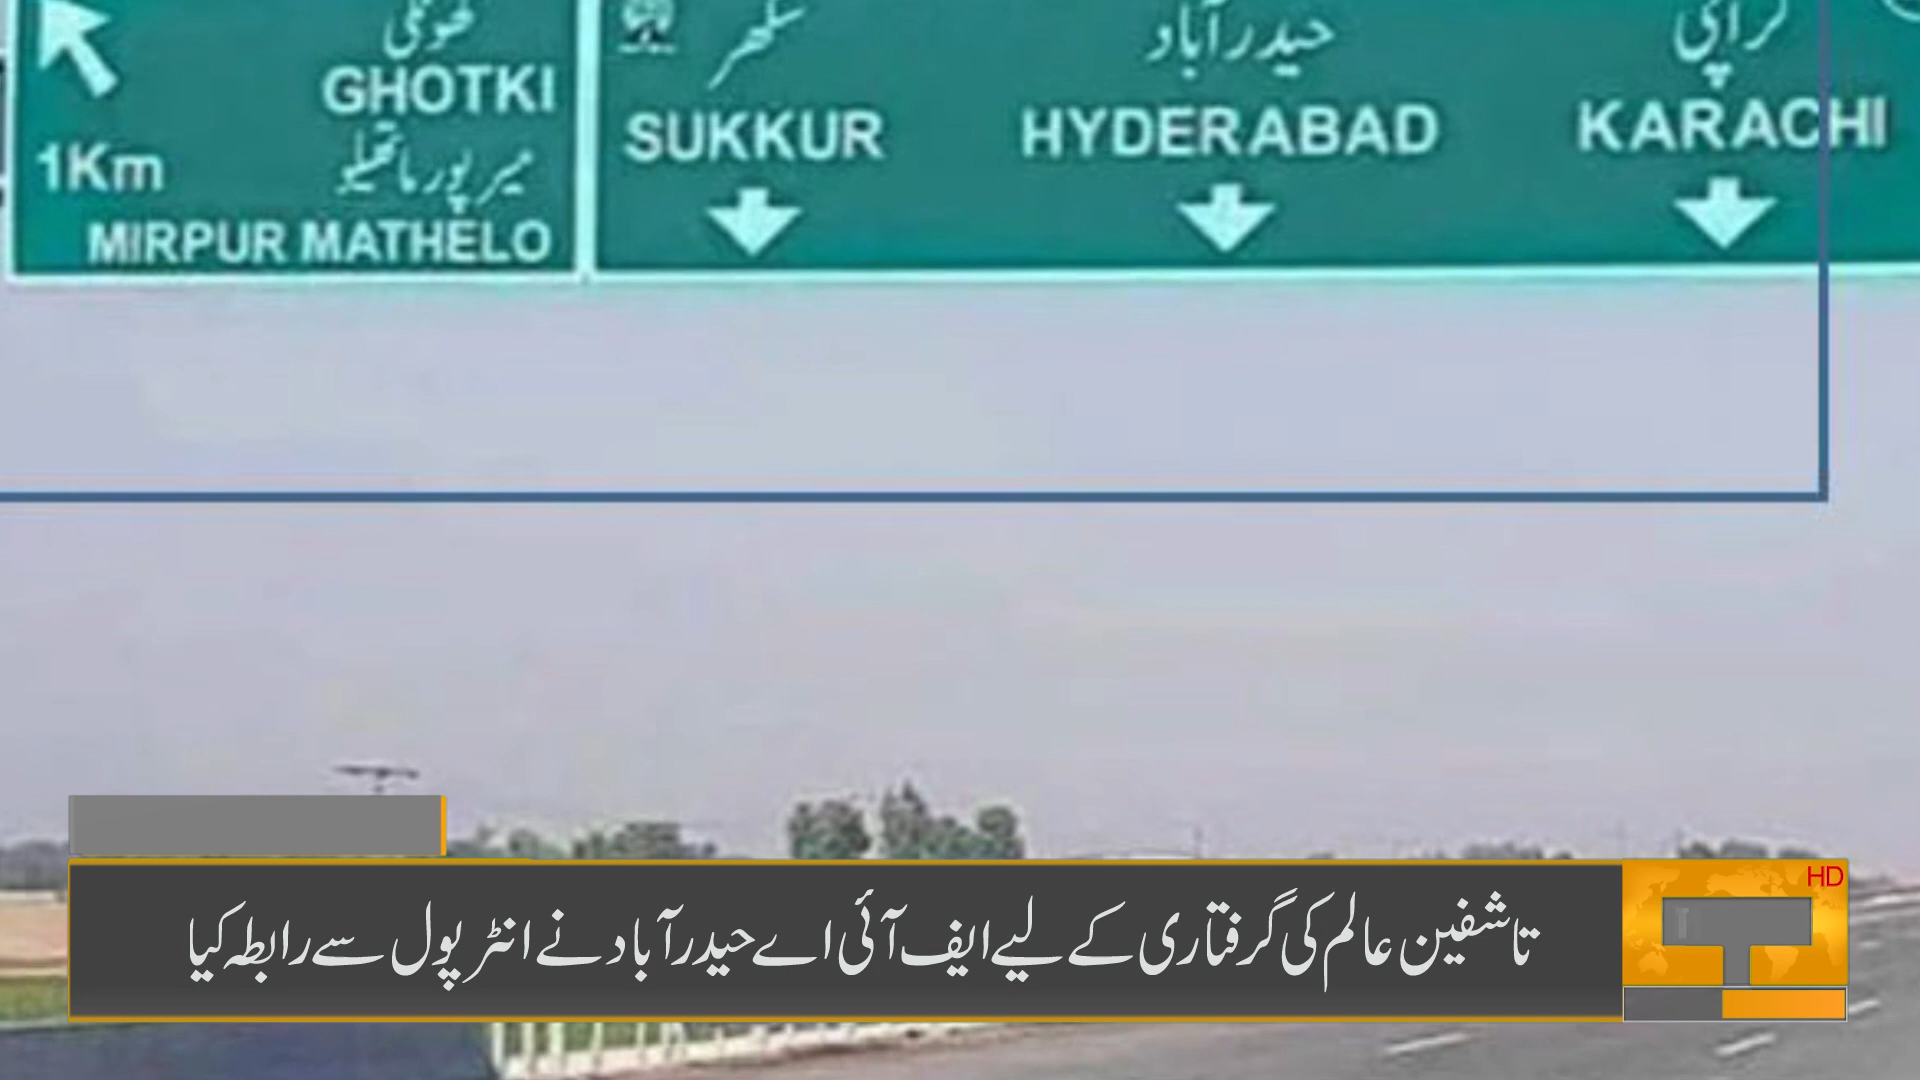 گھوٹکی
GHOTKI
1Km
میرپور ماتھیلو
MIRPUR MATHELO
سکھر
SUKKUR
حیدرآباد
HYDERABAD
کراچی
KARACHI
HD
تاشفین عالم کی گرفتاری کے لیے ایف آئی اے حیدرآباد نے انٹرپول سے رابطہ کیا